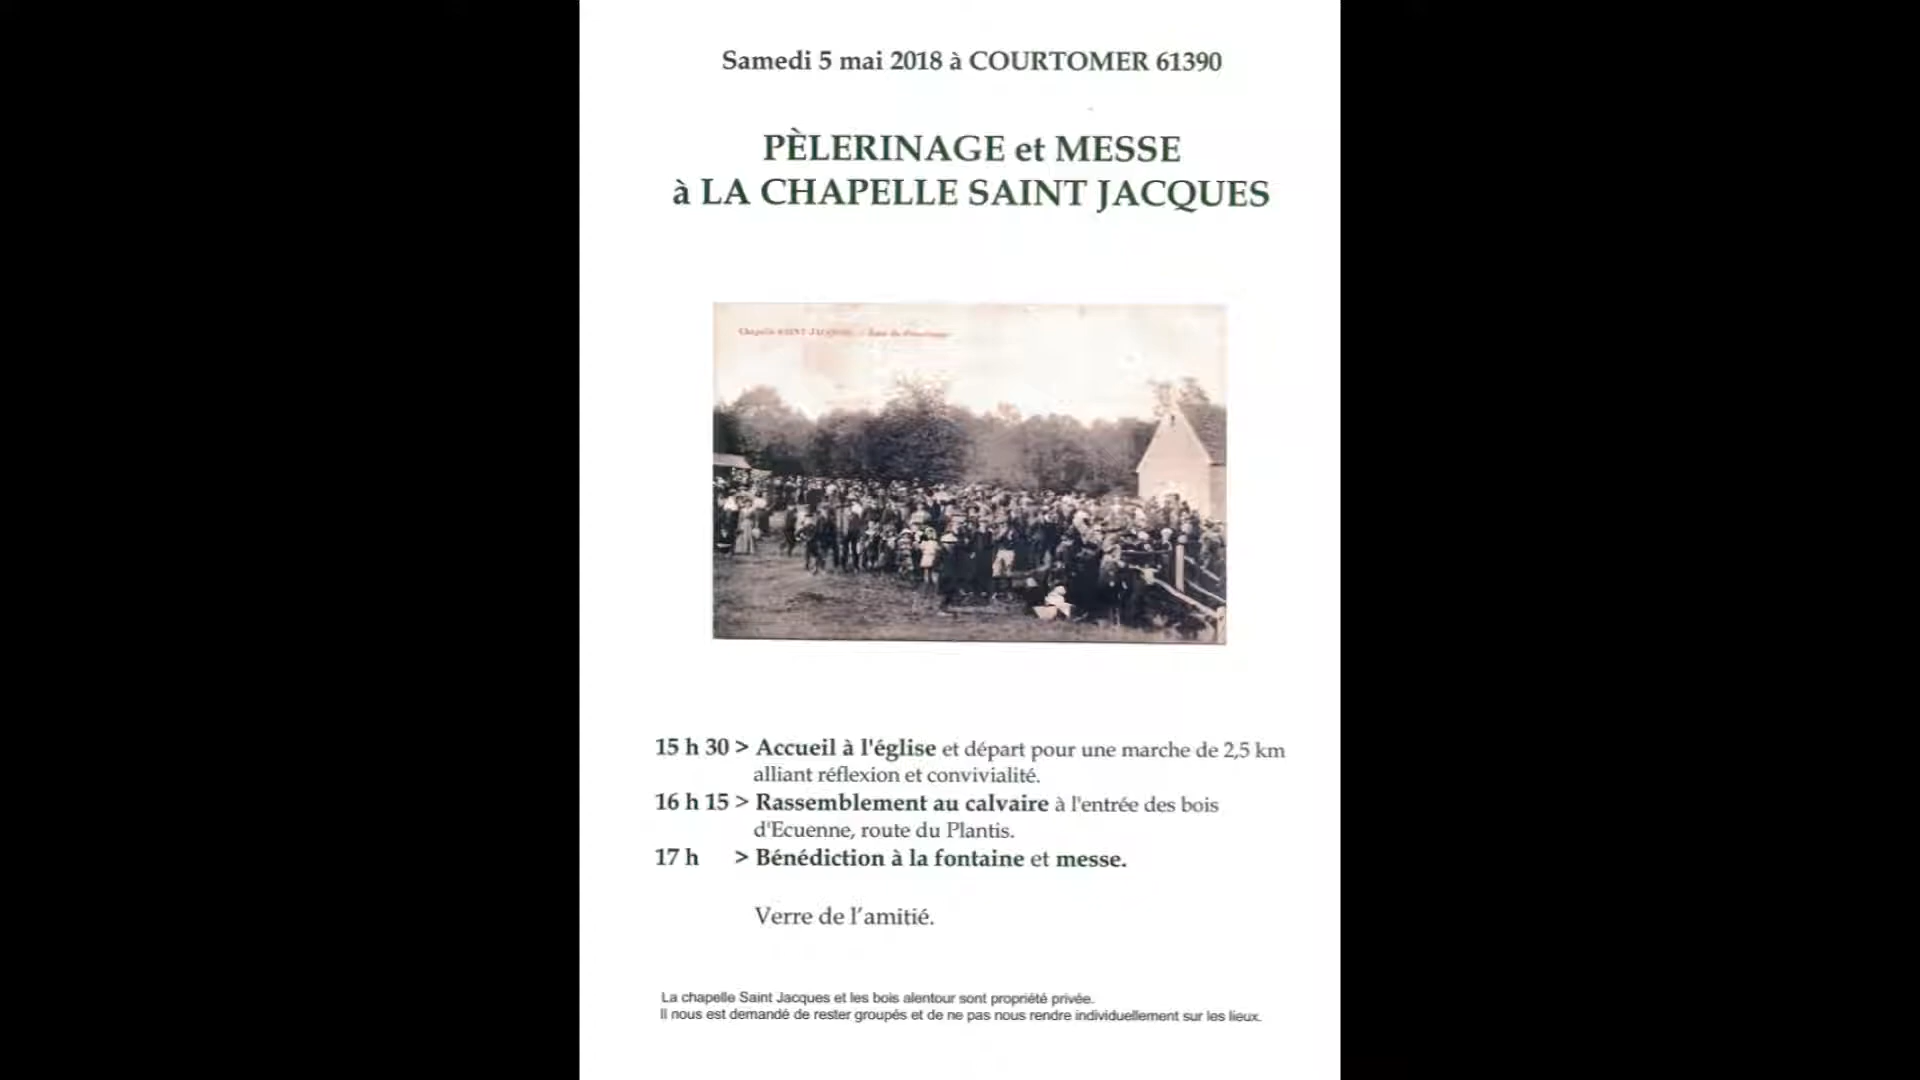 Samedi 5 mai 2018 à COURTOMER 61390
PÈLERINAGE et MESSE
à LA CHAPELLE SAINT JACQUES
Chapelle SAINT JACQUES
15 h 30 > Accueil à l'église et départ pour une marche de 2,5 km
alliant réflexion et convivialité.
16 h 15 > Rassemblement au calvaire à l'entrée des bois
d'Ecuenne, route du Plantis.
17 h > Bénédiction à la fontaine et messe.
Verre de l’amitié.
La chapelle Saint Jacques et les bois alentour sont propriété privée.
Il nous est demandé de rester groupés et de ne pas nous rendre individuellement sur les lieux.